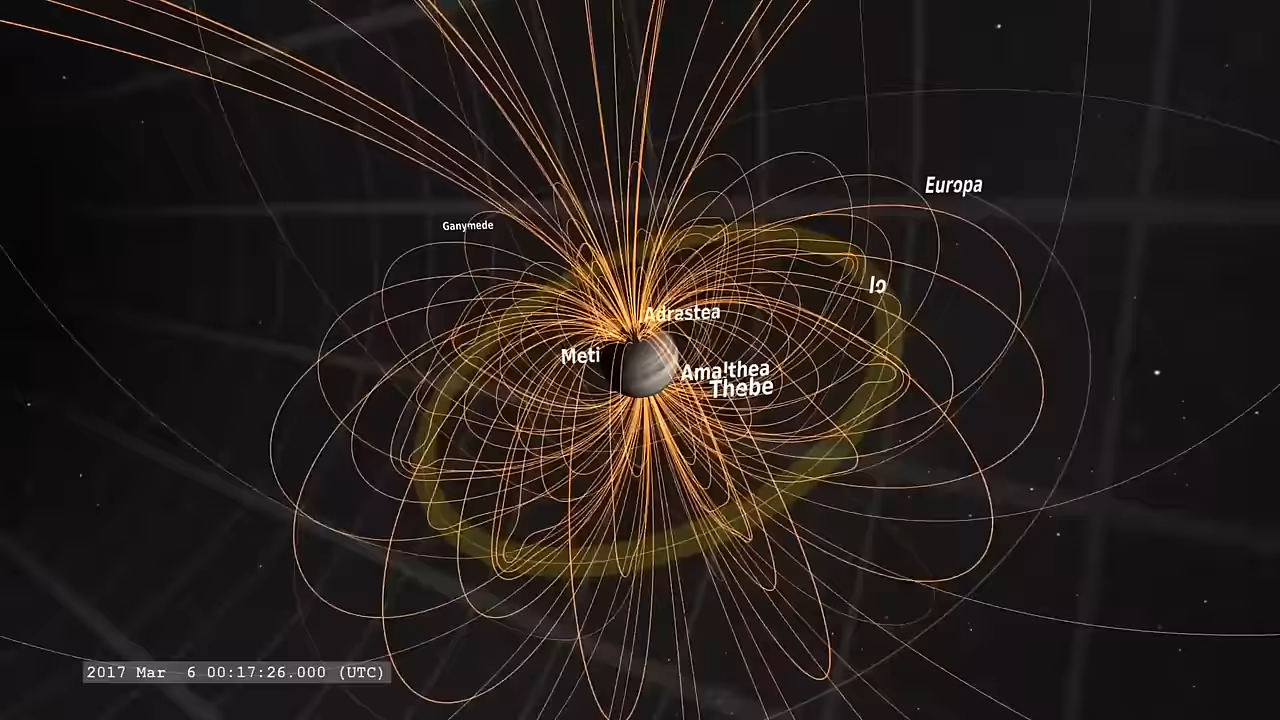 Europa
Ganymede
Io
Adrastea
Meti
Amalthea
Thebe
2017 Mar  6 00:17:26.000 (UTC)